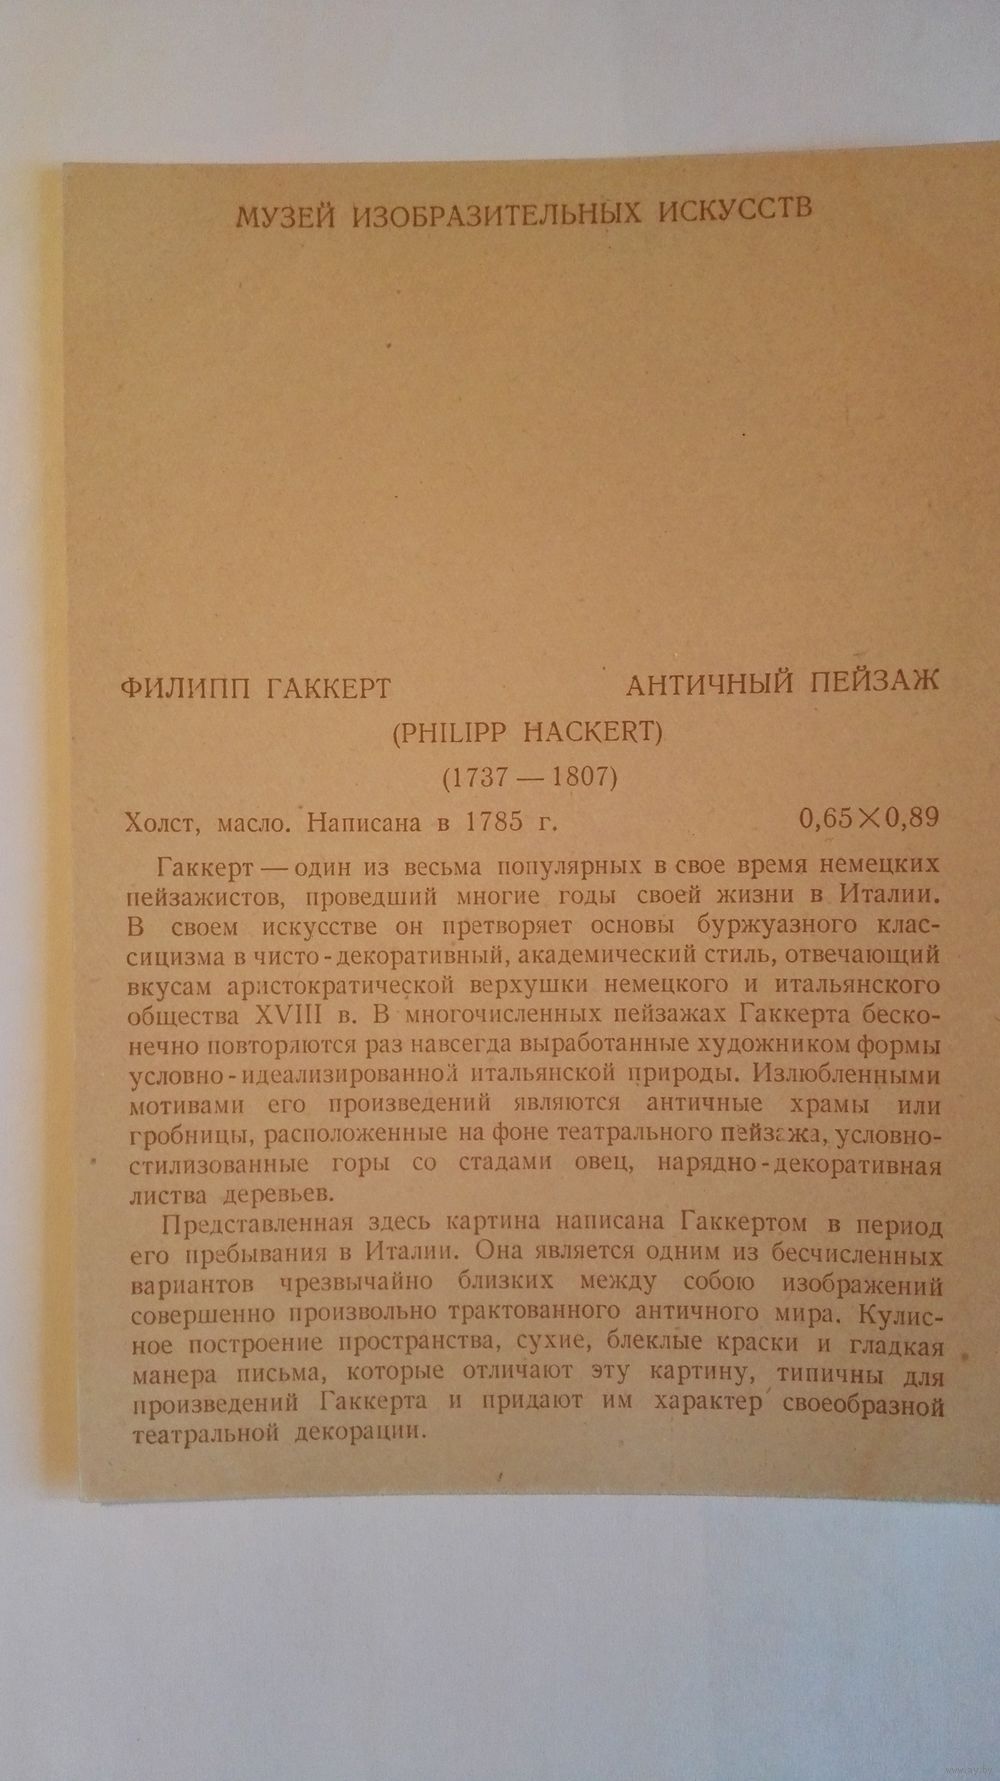 МУЗЕЙ ИЗОБРАЗИТЕЛЬНЫХ ИСКУССТВ
ФИЛИПП ГАККЕРТ АНТИЧНЫЙ ПЕЙЗАЖ
(PHILIPP HACKERT)
(1737 — 1807)
Холст, масло. Написана в 1785 г. 0,65×0,89
Гаккерт — один из весьма популярных в свое время немецких
пейзажистов, проведший многие годы своей жизни в Италии.
В своем искусстве он претворяет основы буржуазного клас-
сицизма в чисто-декоративный, академический стиль, отвечающий
вкусам аристократической верхушки немецкого и итальянского
общества XVIII в. В многочисленных пейзажах Гаккерта беско-
нечно повторяются раз навсегда выработанные художником формы
условно-идеализированной итальянской природы. Излюбленными
мотивами его произведений являются античные храмы или
гробницы, расположенные на фоне театрального пейзажа, условно-
стилизованные горы со стадами овец, нарядно-декоративная
листва деревьев.
Представленная здесь картина написана Гаккертом в период
его пребывания в Италии. Она является одним из бесчисленных
вариантов чрезвычайно близких между собою изображений
совершенно произвольно трактованного античного мира. Кулис-
ное построение пространства, сухие, блеклые краски и гладкая
манера письма, которые отличают эту картину, типичны для
произведений Гаккерта и придают им характер своеобразной
театральной декорации.
www.ay.by